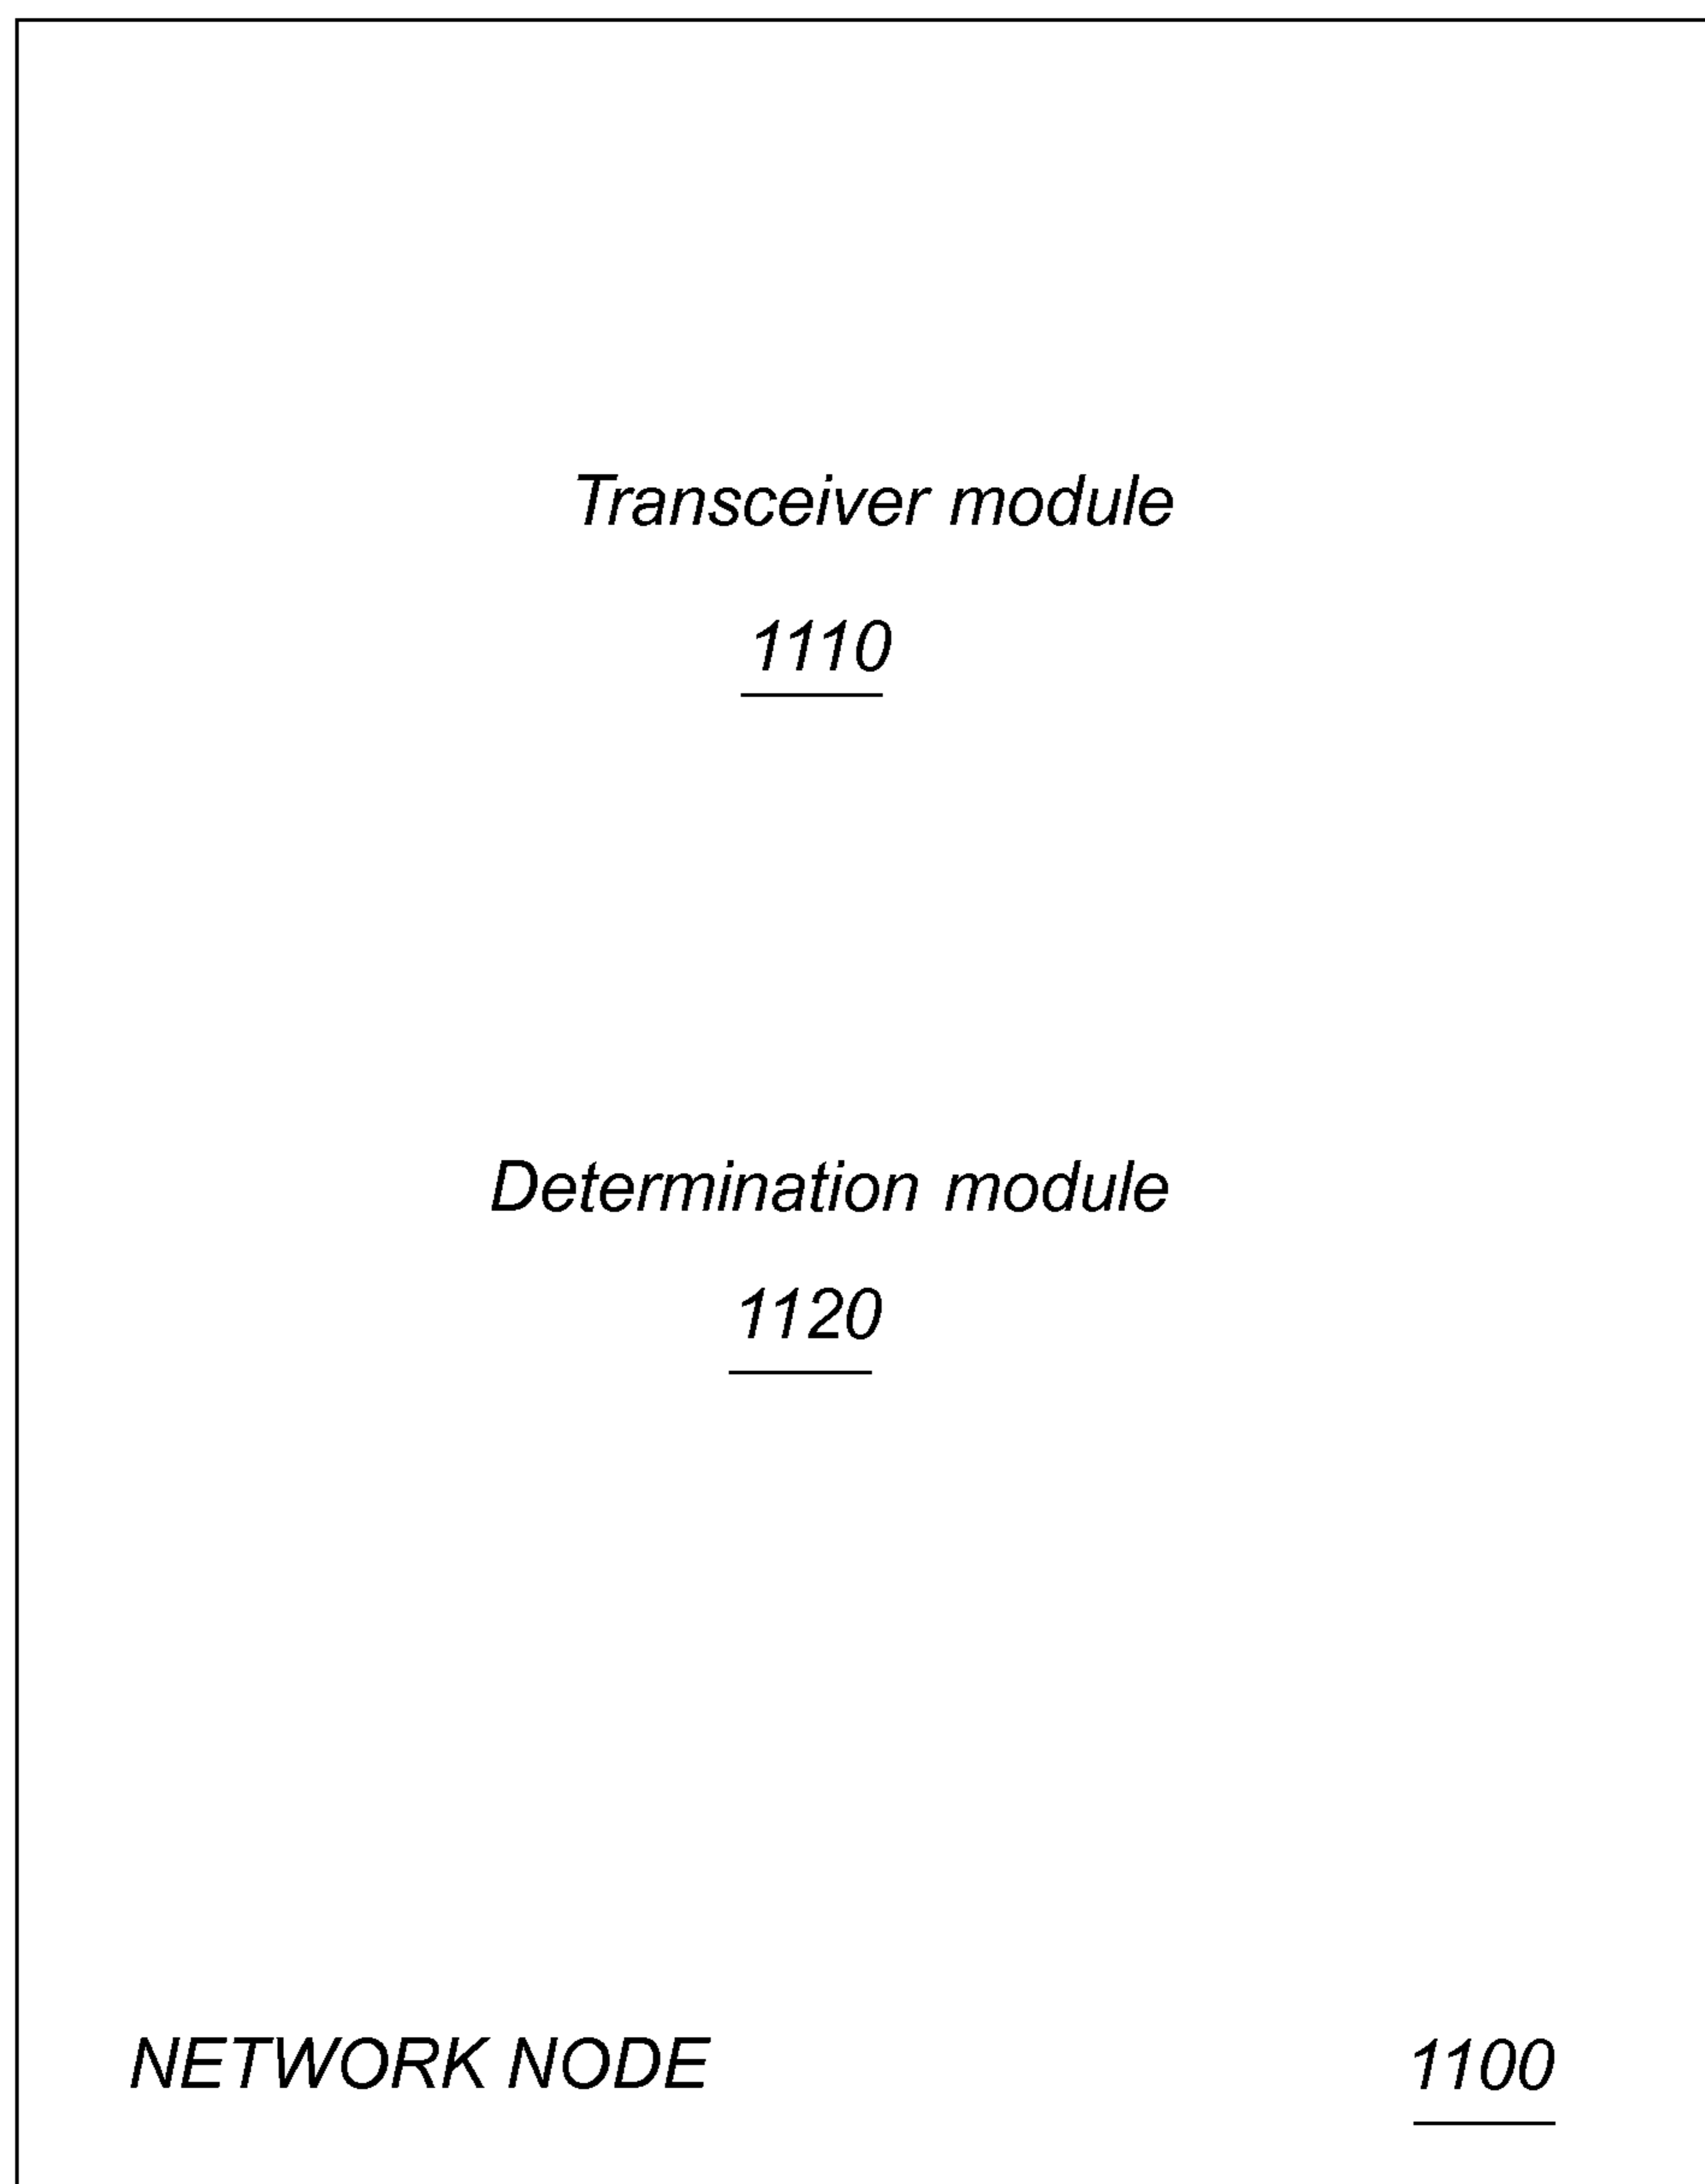 Transceiver module
1110
Determination module
1120
NETWORK NODE 1100